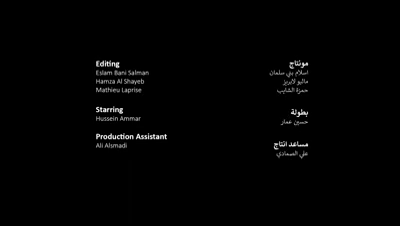 Editing
Eslam Bani Salman
Hamza Al Shayeb
Mathieu Laprise
Starring
Hussein Ammar
Production Assistant
Ali Alsmadi
مونتاج
اسلام بني سلمان
ماثيو لابريز
حمزة الشايب
بطولة
حسين عمار
مساعد انتاج
علي الصمادي